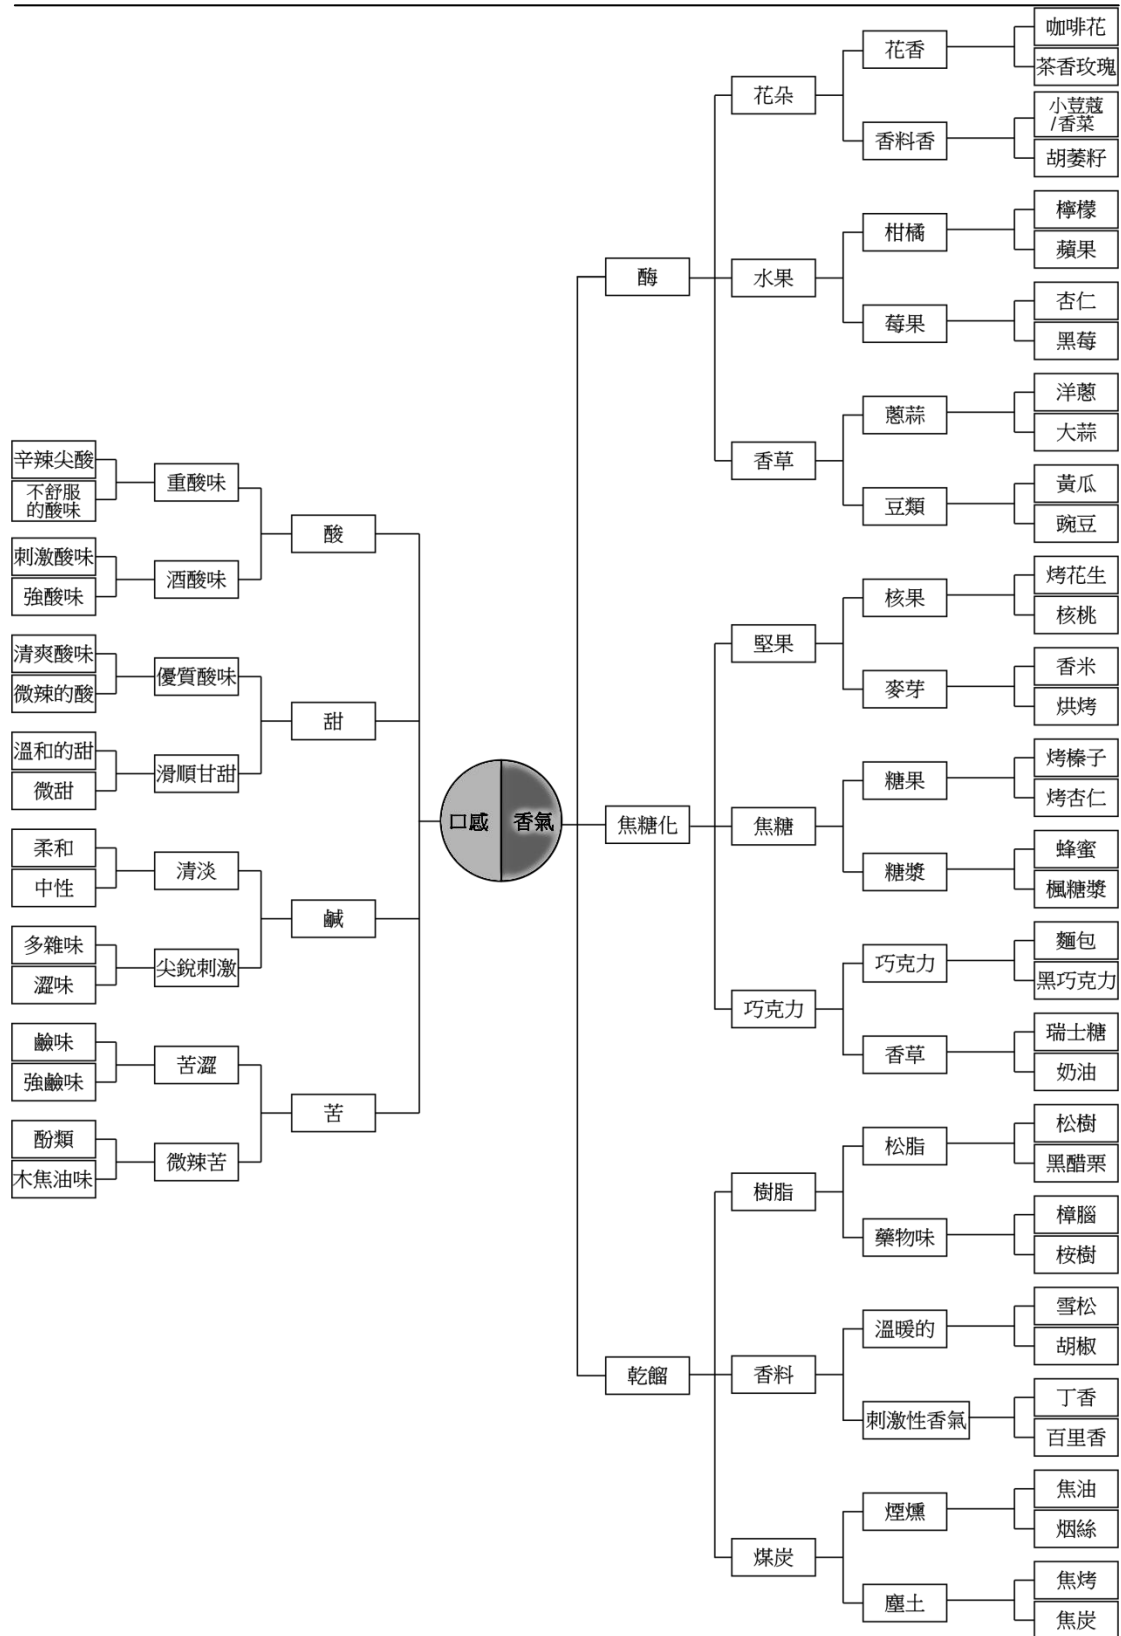 口感
香氣
酸
重酸味
辛辣尖酸
不舒服
的酸味
酒酸味
刺激酸味
強酸味
甜
優質酸味
清爽酸味
微辣的酸
滑順甘甜
溫和的甜
微甜
鹹
清淡
柔和
中性
尖銳刺激
多雜味
澀味
苦
苦澀
鹼味
強鹼味
微辣苦
酚類
木焦油味
酶
花朵
花香
咖啡花
茶香玫瑰
香料香
小荳蔻
/香菜
胡荽籽
水果
柑橘
檸檬
蘋果
莓果
杏仁
黑莓
香草
蔥蒜
洋蔥
大蒜
豆類
黃瓜
豌豆
焦糖化
堅果
核果
烤花生
核桃
麥芽
香米
烘烤
焦糖
糖果
烤榛子
烤杏仁
糖漿
蜂蜜
楓糖漿
巧克力
巧克力
麵包
黑巧克力
香草
瑞士糖
奶油
乾餾
樹脂
松脂
松樹
黑醋栗
藥物味
樟腦
桉樹
香料
溫暖的
雪松
胡椒
刺激性香氣
丁香
百里香
煤炭
煙燻
焦油
烟絲
塵土
焦烤
焦炭